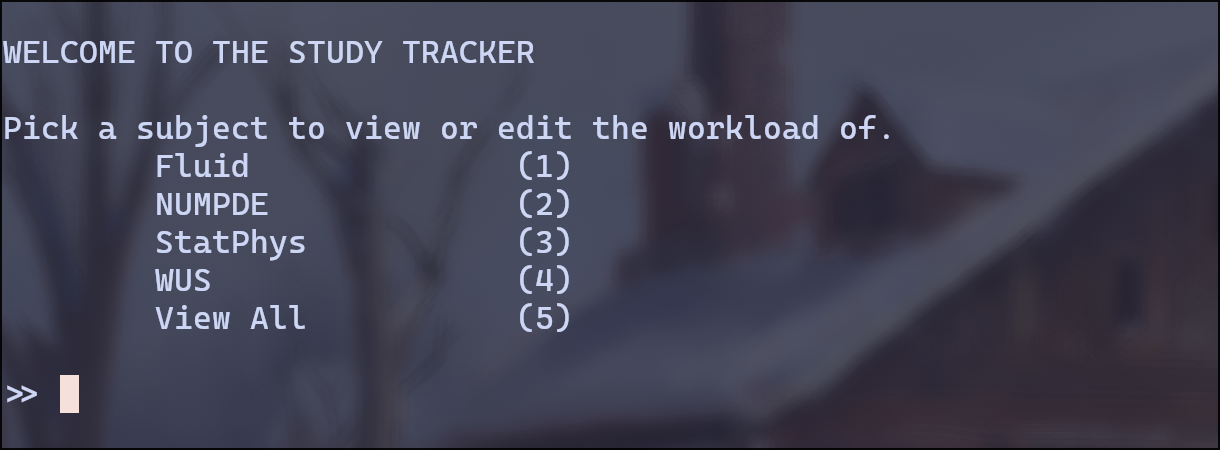 WELCOME TO THE STUDY TRACKER
Pick a subject to view or edit the workload of.
Fluid (1)
NUMPDE (2)
StatPhys (3)
WUS (4)
View All (5)
>>